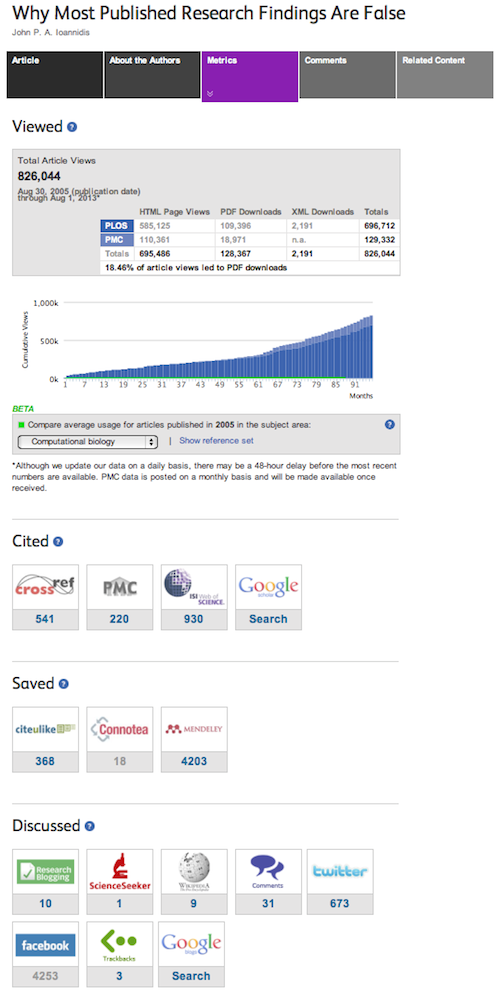 Why Most Published Research Findings Are False
John P. A. Ioannidis
Article About the Authors Metrics Comments Related Content
Viewed ?
Total Article Views
826,044
Aug 30, 2005 (publication date)
through Aug 1, 2013*
HTML Page Views PDF Downloads XML Downloads Totals
PLOS 585,125 109,396 2,191 696,712
PMC 110,361 18,971 n.a. 129,332
Totals 695,486 128,367 2,191 826,044
18.46% of article views led to PDF downloads
1,000k
500k
0k
Cumulative Views
1 7 13 19 25 31 37 43 49 55 61 67 73 79 85 91
Months
BETA
Compare average usage for articles published in 2005 in the subject area: ?
Computational biology | Show reference set
*Although we update our data on a daily basis, there may be a 48-hour delay before the most recent
numbers are available. PMC data is posted on a monthly basis and will be made available once
received.
Cited ?
crossref PMC ISI Web of SCIENCE. Google scholar
541 220 930 Search
Saved ?
citeulike Connotea MENDELEY
368 18 4203
Discussed ?
Research Blogging ScienceSeeker WIKIPEDIA Comments twitter
10 1 9 31 673
facebook Trackbacks Google blogs
4253 3 Search